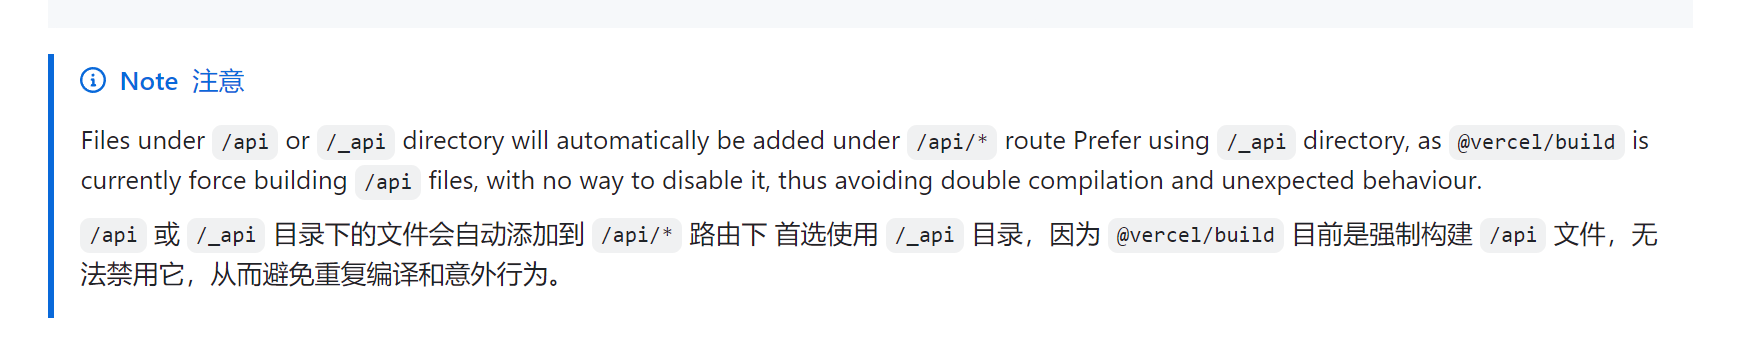 Note 注意
Files under /api or /_api directory will automatically be added under /api/* route Prefer using /_api directory, as @vercel/build is
currently force building /api files, with no way to disable it, thus avoiding double compilation and unexpected behaviour.
/api 或 /_api 目录下的文件会自动添加到 /api/* 路由下 首选使用 /_api 目录，因为 @vercel/build 目前是强制构建 /api 文件，无
法禁用它，从而避免重复编译和意外行为。